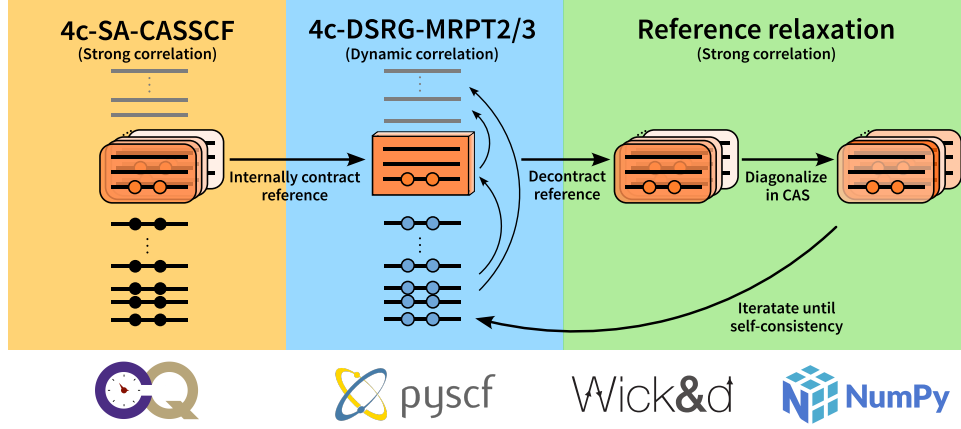 4c-SA-CASSCF
(Strong correlation)
4c-DSRG-MRPT2/3
(Dynamic correlation)
Reference relaxation
(Strong correlation)
Internally contract
reference
Decontract
reference
Diagonalize
in CAS
Iteratate until
self-consistency
CQ
pyscf
Wick&d
NumPy